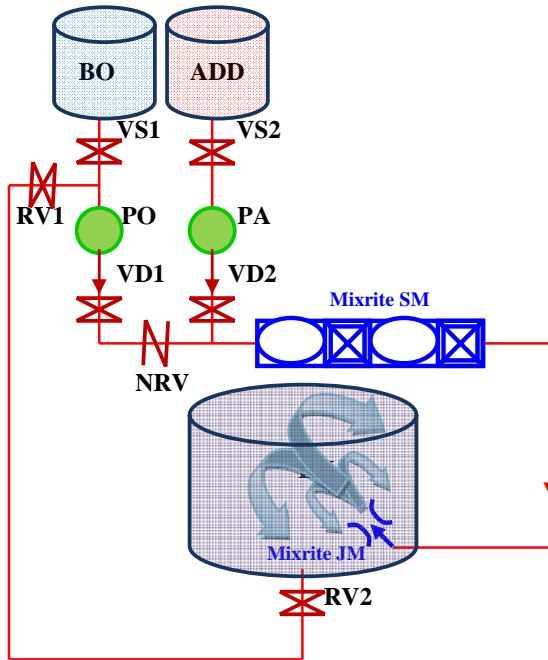 BO
ADD
VS1
VS2
RV1
PO
PA
VD1
VD2
Mixrite SM
NRV
Mixrite JM
RV2